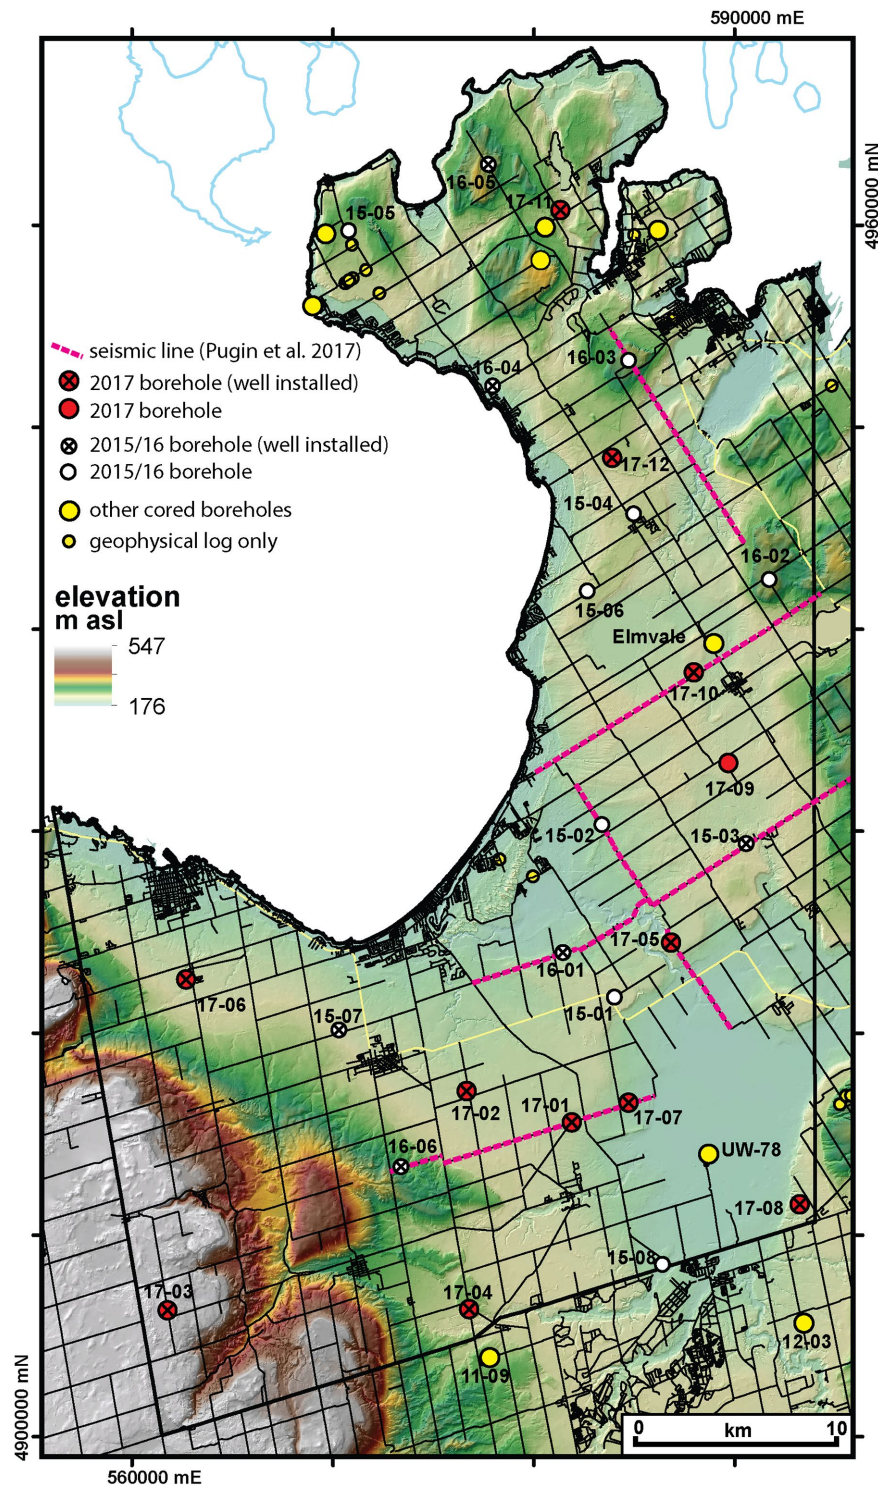 590000 mE
4960000 mN
16-05
17-11
15-05
seismic line (Pugin et al. 2017)
2017 borehole (well installed)
2017 borehole
2015/16 borehole (well installed)
2015/16 borehole
other cored boreholes
geophysical log only
16-03
16-04
17-12
15-04
16-02
15-06
elevation
m asl
547
176
Elmvale
17-10
17-09
15-02
15-03
17-05
16-01
17-06
15-07
15-01
17-02
17-01
17-07
16-06
UW-78
17-08
15-08
17-03
17-04
12-03
11-09
4900000 mN
0 km 10
560000 mE